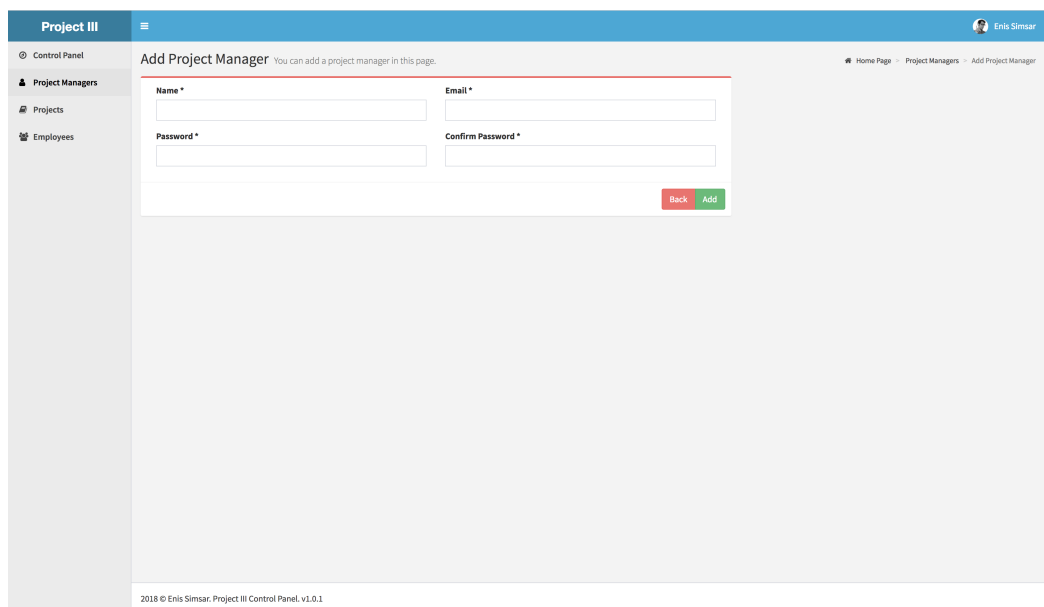 Project III
Enis Simsar
Control Panel
Project Managers
Projects
Employees
Add Project Manager You can add a project manager in this page.
Home Page > Project Managers > Add Project Manager
Name * Email *
Password * Confirm Password *
Back Add
2018 © Enis Simsar. Project III Control Panel. v1.0.1